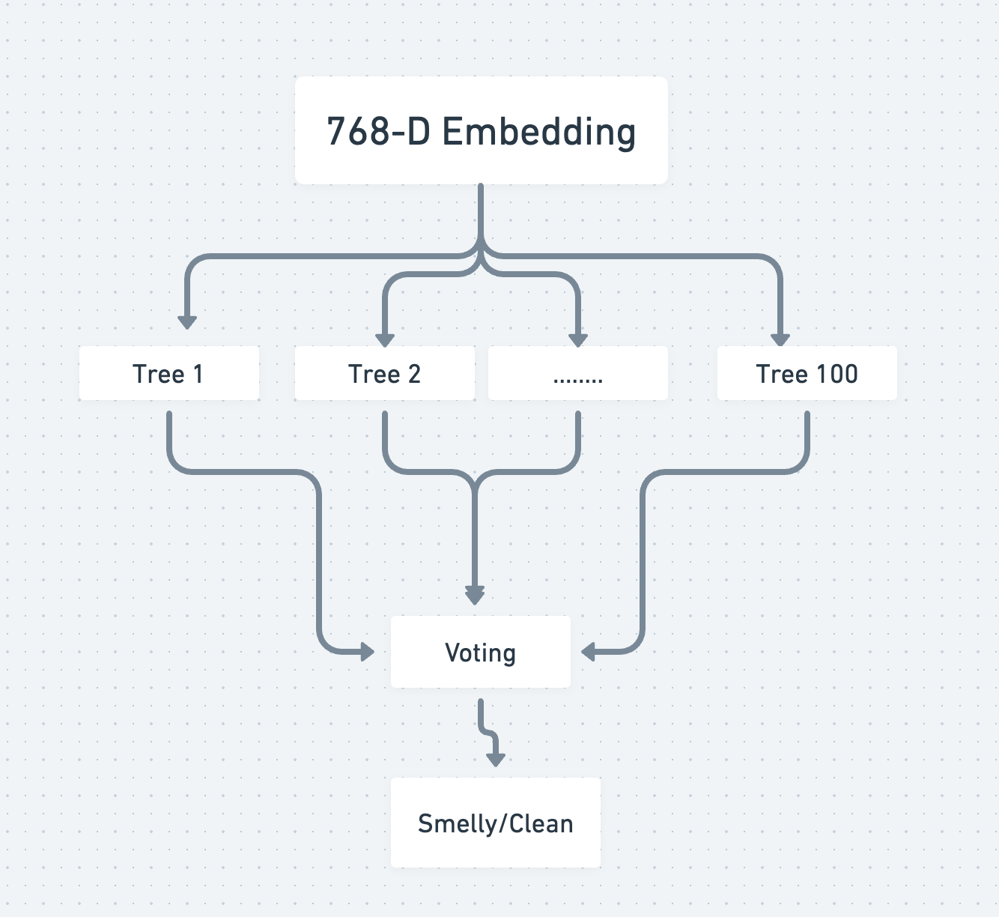 768-D Embedding
Tree 1
Tree 2
........
Tree 100
Voting
Smelly/Clean